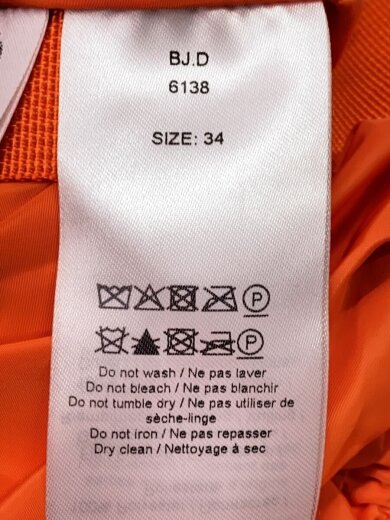 BJ.D
6138
SIZE: 34
P
P
Do not wash / Ne pas laver
Do not bleach / Ne pas blanchir
Do not tumble dry / Ne pas utiliser de
sèche-linge
Do not iron / Ne pas repasser
Dry clean / Nettoyage à sec